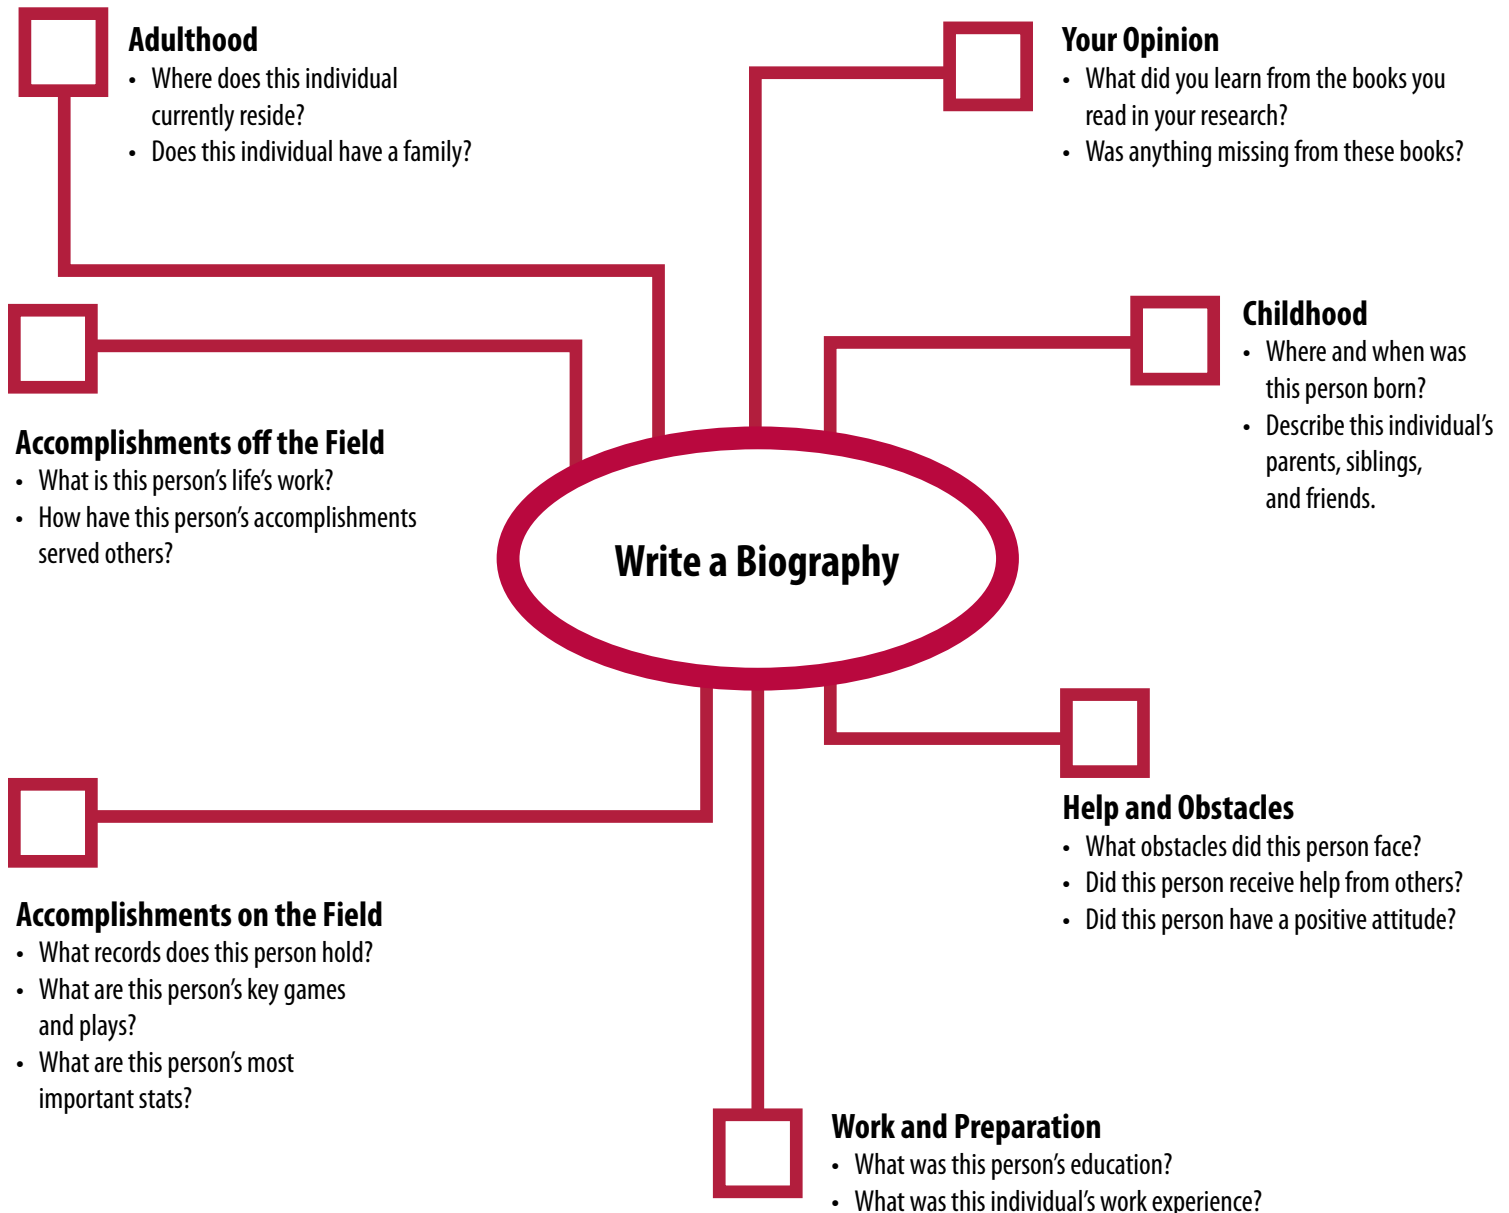 Adulthood
• Where does this individual
currently reside?
• Does this individual have a family?
Your Opinion
• What did you learn from the books you
read in your research?
• Was anything missing from these books?
Childhood
• Where and when was
this person born?
• Describe this individual’s
parents, siblings,
and friends.
Accomplishments off the Field
• What is this person’s life’s work?
• How have this person’s accomplishments
served others?
Write a Biography
Help and Obstacles
• What obstacles did this person face?
• Did this person receive help from others?
• Did this person have a positive attitude?
Accomplishments on the Field
• What records does this person hold?
• What are this person’s key games
and plays?
• What are this person’s most
important stats?
Work and Preparation
• What was this person’s education?
• What was this individual’s work experience?